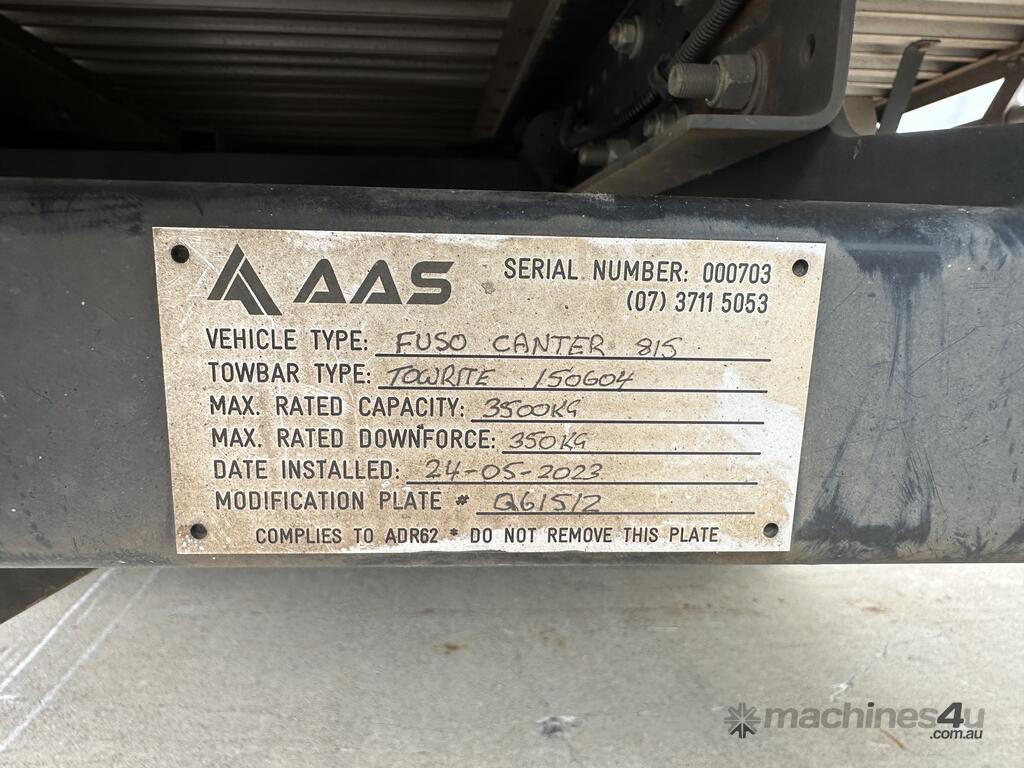 AAS
SERIAL NUMBER: 000703
(07) 3711 5053
VEHICLE TYPE: FUSO CANTER 815
TOWBAR TYPE: TOWRITE 150604
MAX. RATED CAPACITY: 3500KG
MAX. RATED DOWNFORCE: 350KG
DATE INSTALLED: 24-05-2023
MODIFICATION PLATE # Q61512
COMPLIES TO ADR62 * DO NOT REMOVE THIS PLATE
machines4u
.com.au